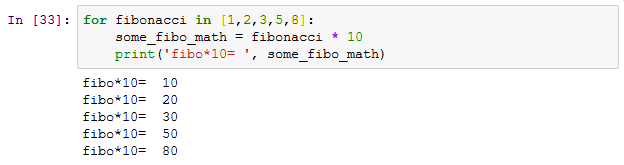 In [33]: for fibonacci in [1,2,3,5,8]:
    some_fibo_math = fibonacci * 10
    print('fibo*10= ', some_fibo_math)
fibo*10=  10
fibo*10=  20
fibo*10=  30
fibo*10=  50
fibo*10=  80